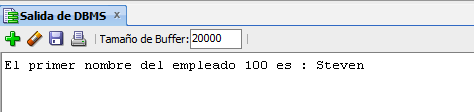 Salida de DBMS x
Tamaño de Buffer: 20000
El primer nombre del empleado 100 es : Steven